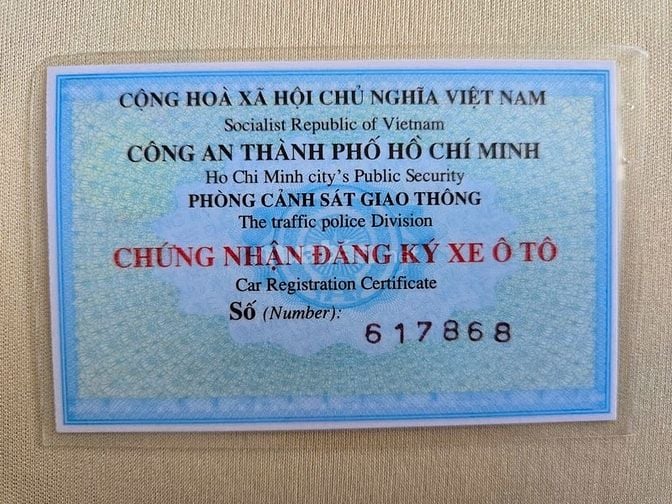 CỘNG HOÀ XÃ HỘI CHỦ NGHĨA VIỆT NAM
Socialist Republic of Vietnam
CÔNG AN THÀNH PHỐ HỒ CHÍ MINH
Ho Chi Minh city's Public Security
PHÒNG CẢNH SÁT GIAO THÔNG
The traffic police Division
CHỨNG NHẬN ĐĂNG KÝ XE Ô TÔ
Car Registration Certificate
Số (Number): 617868